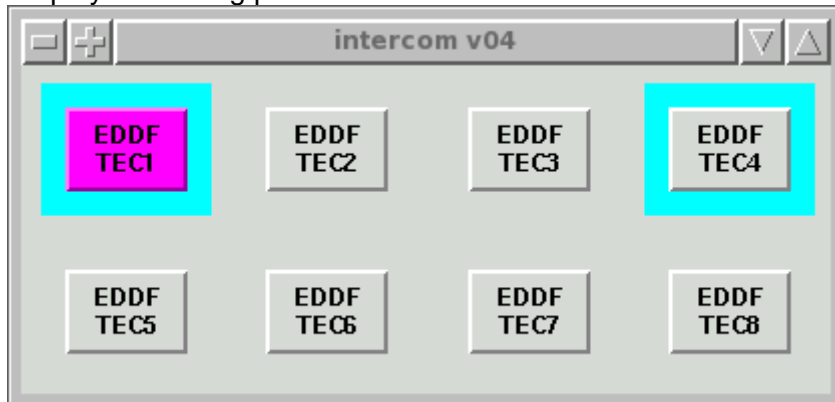 intercom v04
EDDF EDDF EDDF EDDF
TEC1 TEC2 TEC3 TEC4
EDDF EDDF EDDF EDDF
TEC5 TEC6 TEC7 TEC8